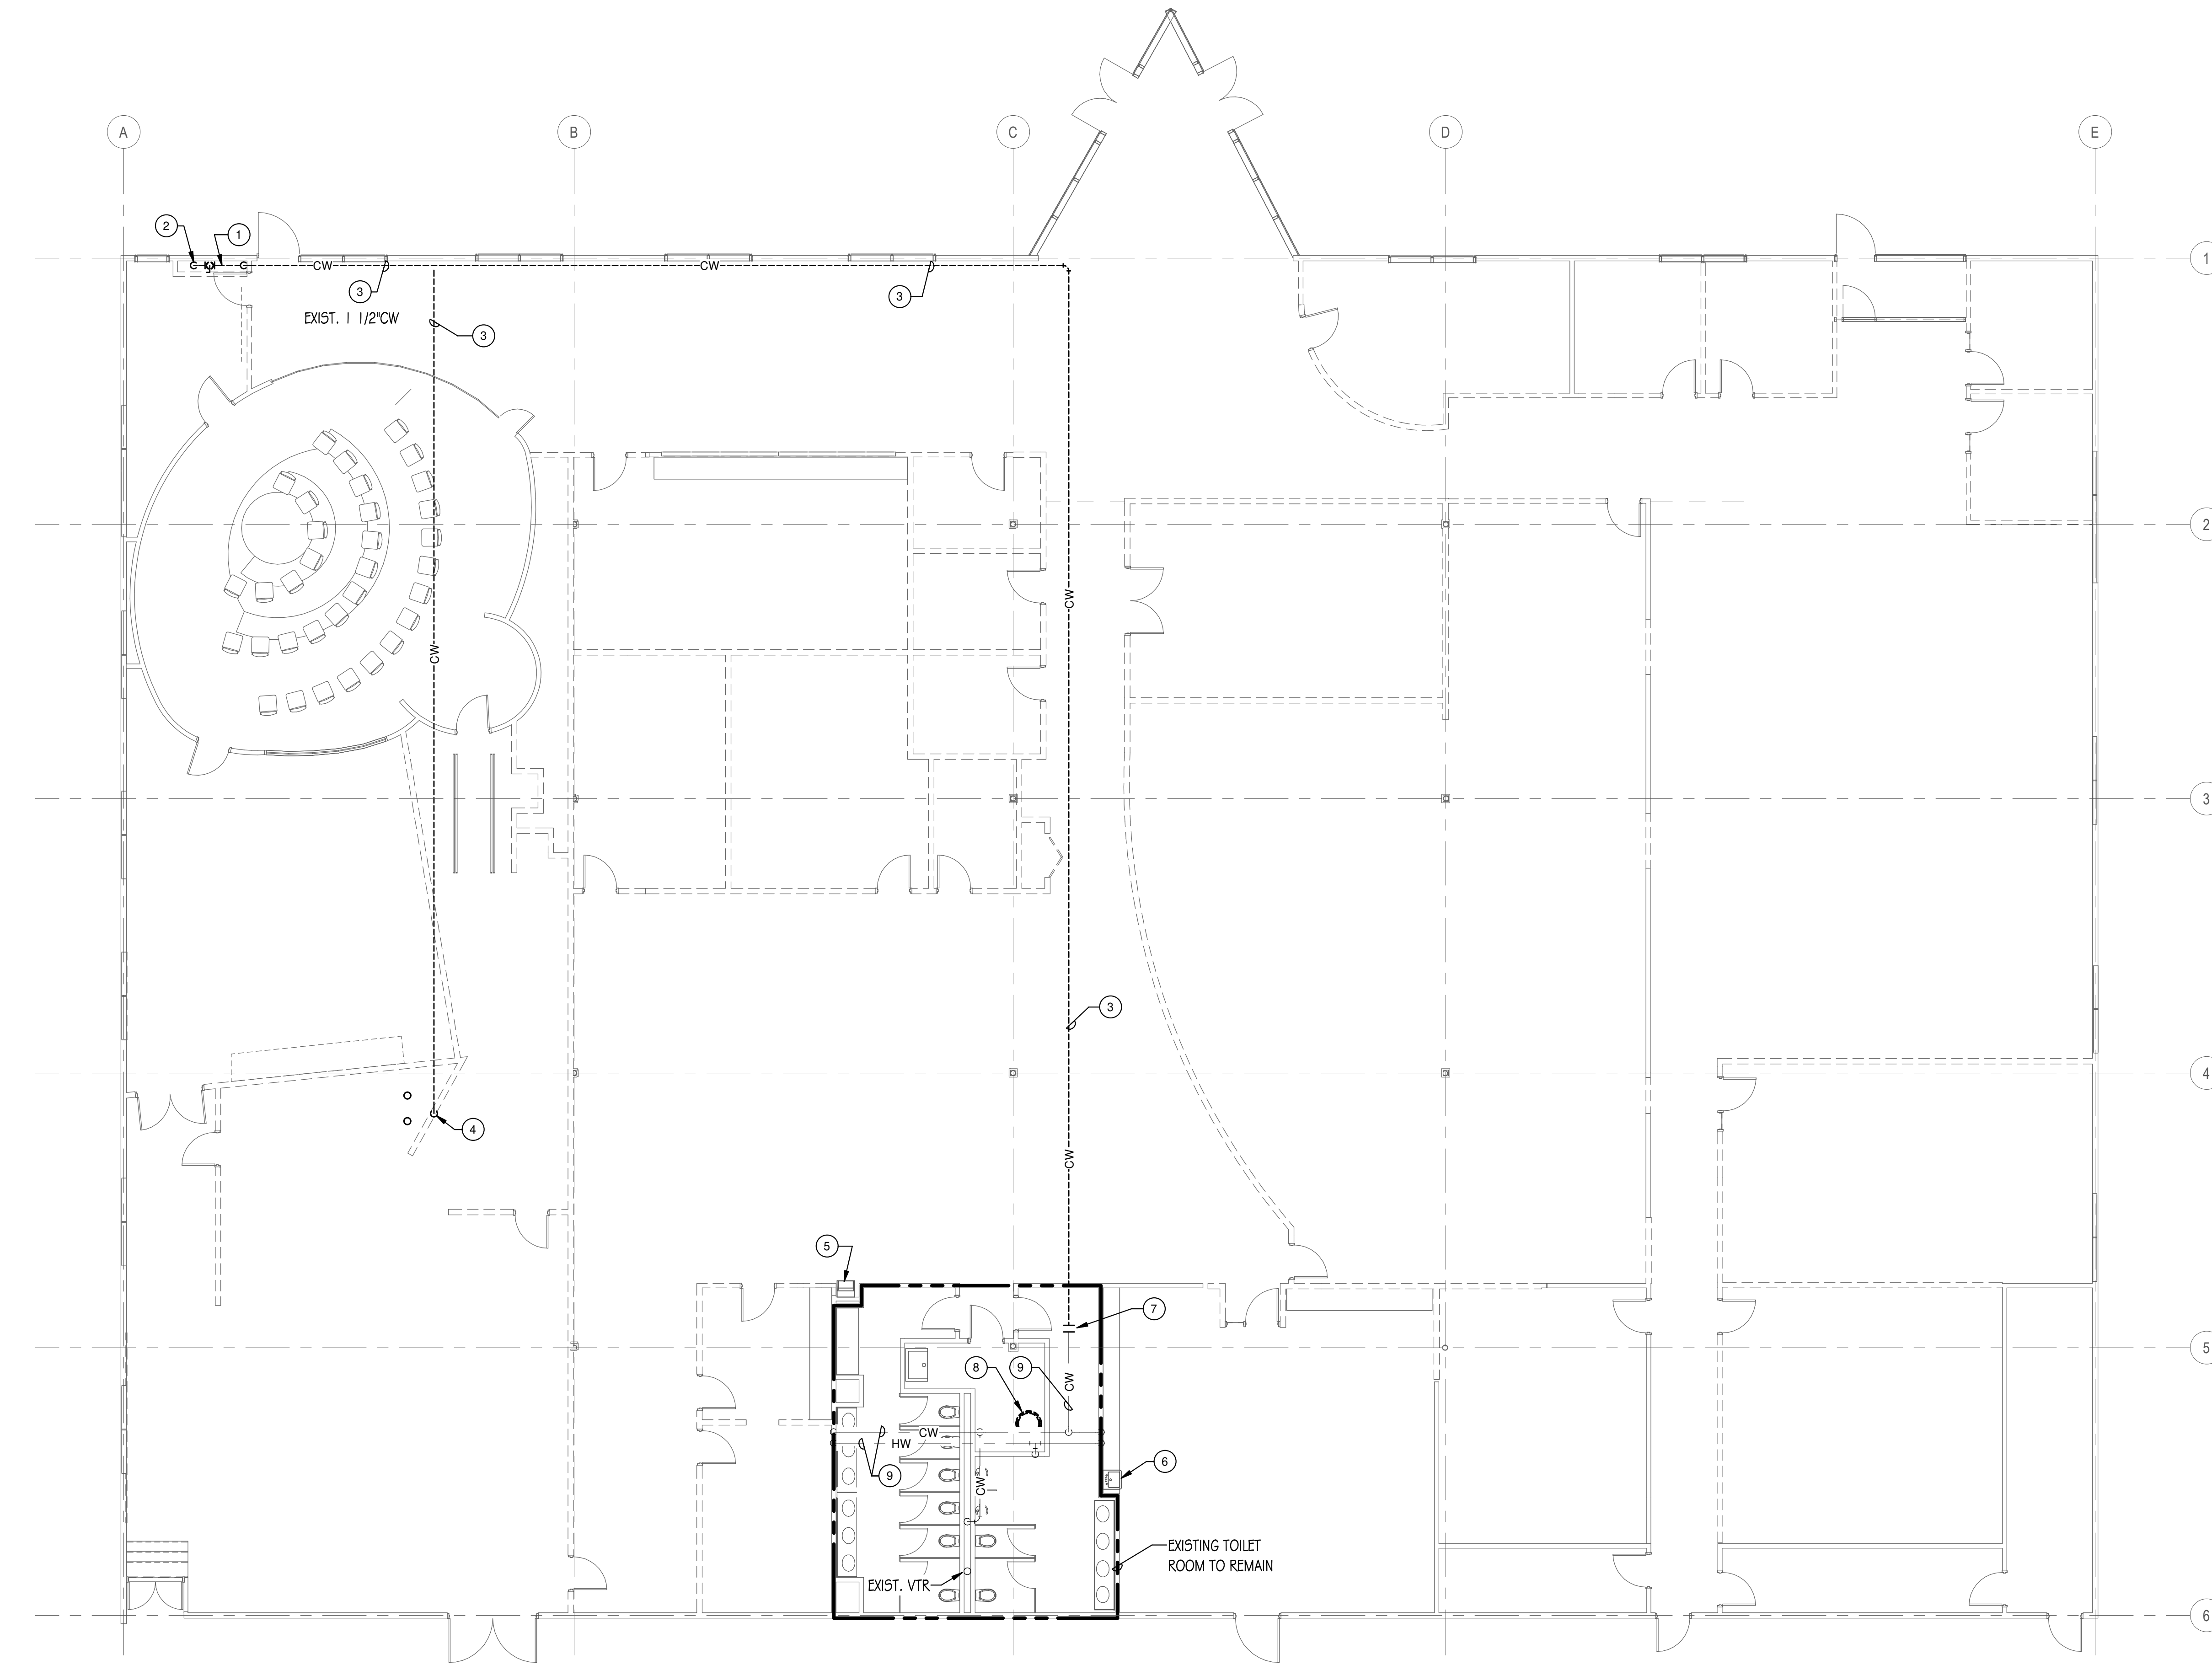 A
B
C
D
E
2
1
1
CW
CW
3
3
EXIST. 1 1/2"CW
3
2
CW
CW
3
3
4
4
CW
5
7
5
8
9
CW
CW
HW
6
9
CW
EXISTING TOILET
ROOM TO REMAIN
EXIST. VTR
6